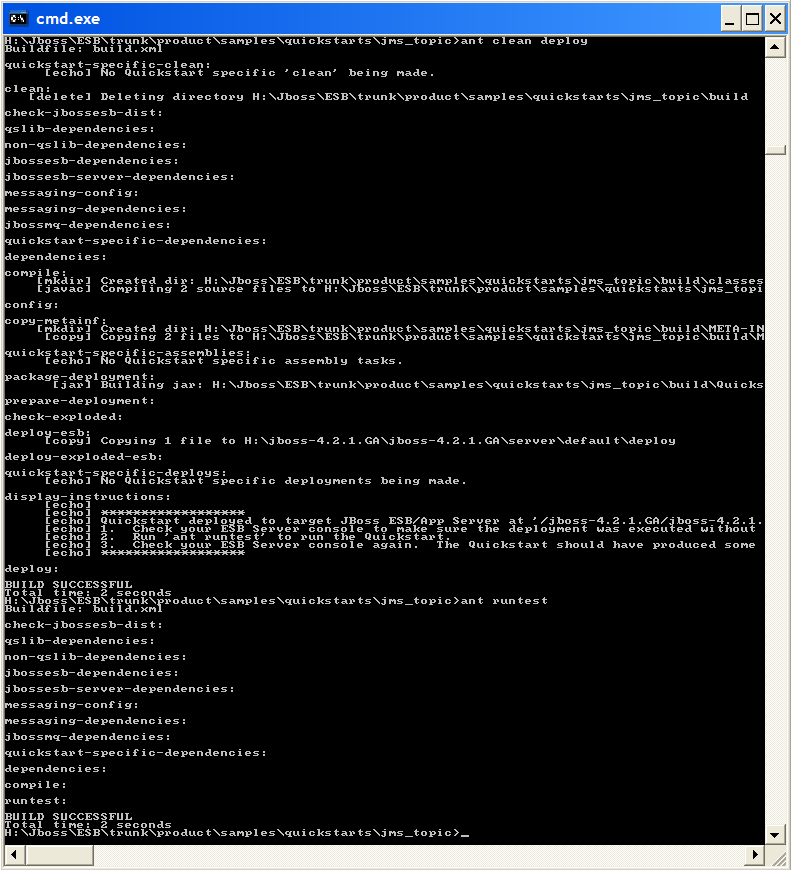 cmd.exe
H:\Jboss\ESB\trunk\product\samples\quickstarts\jms_topic>ant clean deploy
Buildfile: build.xml
quickstart-specific-clean:
[echo] No Quickstart specific 'clean' being made.
clean:
[delete] Deleting directory H:\Jboss\ESB\trunk\product\samples\quickstarts\jms_topic\build
check-jbossesb-dist:
qslib-dependencies:
non-qslib-dependencies:
jbossesb-dependencies:
jbossesb-server-dependencies:
messaging-config:
messaging-dependencies:
jbossmq-dependencies:
quickstart-specific-dependencies:
dependencies:
compile:
[mkdir] Created dir: H:\Jboss\ESB\trunk\product\samples\quickstarts\jms_topic\build\classes
[javac] Compiling 2 source files to H:\Jboss\ESB\trunk\product\samples\quickstarts\jms_topi
config:
copy-metainf:
[mkdir] Created dir: H:\Jboss\ESB\trunk\product\samples\quickstarts\jms_topic\build\META-IN
[copy] Copying 2 files to H:\Jboss\ESB\trunk\product\samples\quickstarts\jms_topic\build\M
quickstart-specific-assemblies:
[echo] No Quickstart specific assembly tasks.
package-deployment:
[jar] Building jar: H:\Jboss\ESB\trunk\product\samples\quickstarts\jms_topic\build\Quicks
prepare-deployment:
check-exploded:
deploy-esb:
[copy] Copying 1 file to H:\jboss-4.2.1.GA\jboss-4.2.1.GA\server\default\deploy
deploy-exploded-esb:
quickstart-specific-deploys:
[echo] No Quickstart specific deployments being made.
display-instructions:
[echo]
[echo] ******************
[echo] Quickstart deployed to target JBoss ESB/App Server at '/jboss-4.2.1.GA/jboss-4.2.1.
[echo] 1.  Check your ESB Server console to make sure the deployment was executed without
[echo] 2.  Run 'ant runtest' to run the Quickstart.
[echo] 3.  Check your ESB Server console again.  The Quickstart should have produced some
[echo] ******************
deploy:
BUILD SUCCESSFUL
Total time: 2 seconds
H:\Jboss\ESB\trunk\product\samples\quickstarts\jms_topic>ant runtest
Buildfile: build.xml
check-jbossesb-dist:
qslib-dependencies:
non-qslib-dependencies:
jbossesb-dependencies:
jbossesb-server-dependencies:
messaging-config:
messaging-dependencies:
jbossmq-dependencies:
quickstart-specific-dependencies:
dependencies:
compile:
runtest:
BUILD SUCCESSFUL
Total time: 2 seconds
H:\Jboss\ESB\trunk\product\samples\quickstarts\jms_topic>_